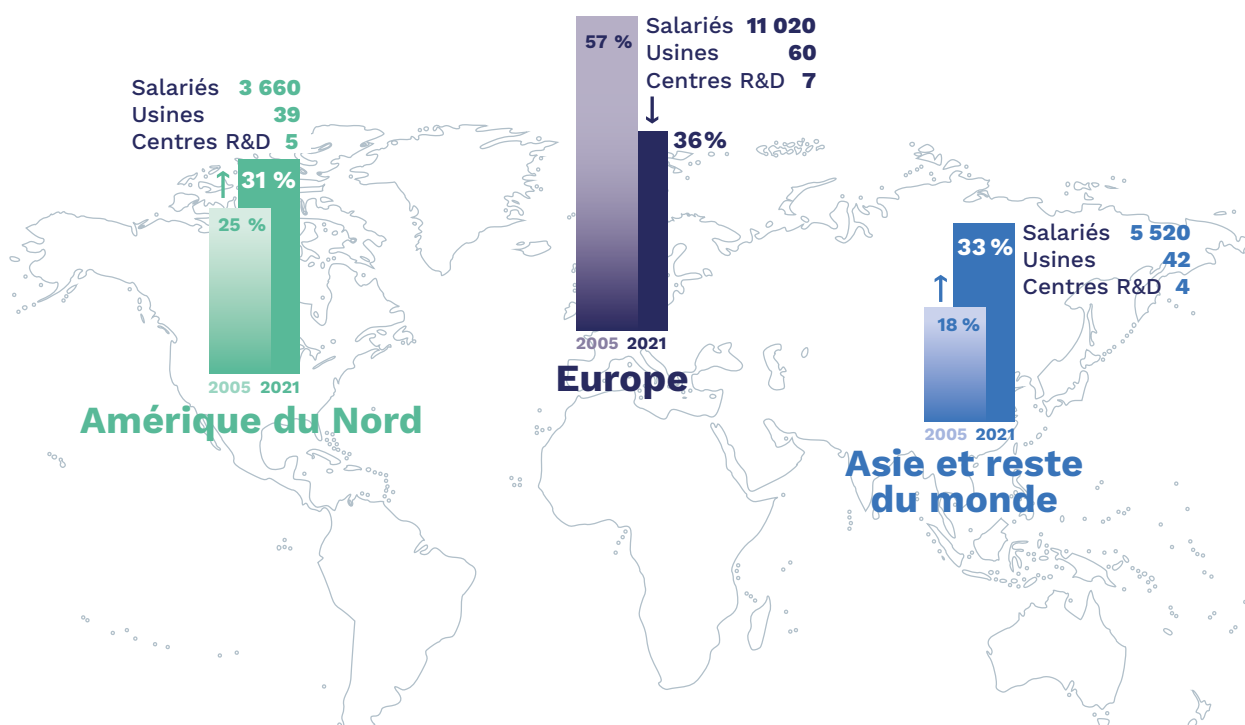 Salariés 3 660
Usines 39
Centres R&D 5
↑
31 %
25 %
2005 2021
Amérique du Nord
57 %
Salariés 11 020
Usines 60
Centres R&D 7
↓
36%
2005 2021
Europe
Salariés 5 520
Usines 42
Centres R&D 4
33 %
↑
18 %
2005 2021
Asie et reste
du monde